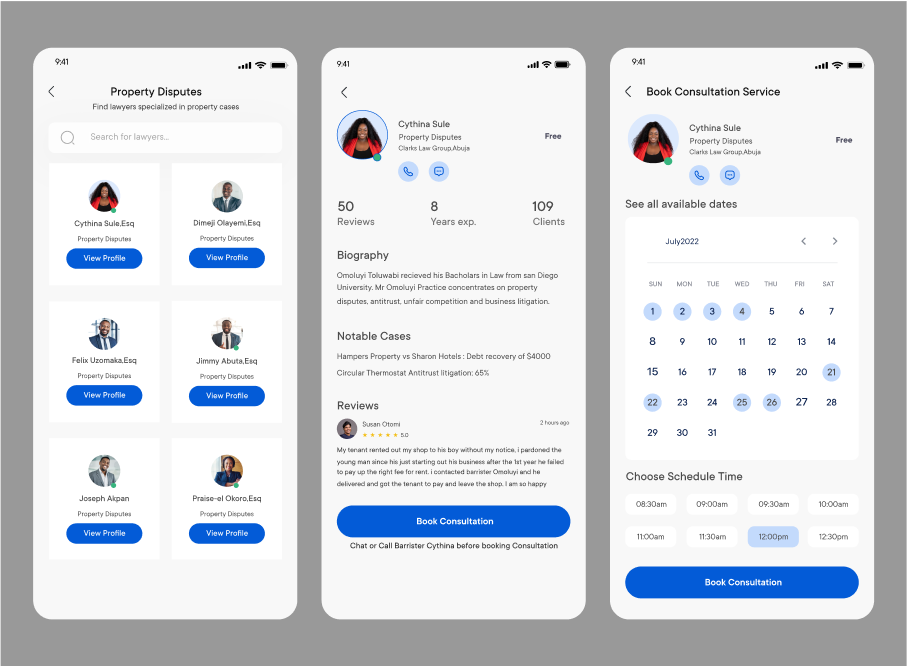 9:41
Property Disputes
Find lawyers specialized in property cases
Search for lawyers...
Cythina Sule,Esq
Property Disputes
View Profile
Dimeji Olayemi,Esq
Property Disputes
View Profile
Felix Uzomaka,Esq
Property Disputes
View Profile
Jimmy Abuta,Esq
Property Disputes
View Profile
Joseph Akpan
Property Disputes
View Profile
Praise-el Okoro,Esq
Property Disputes
View Profile
9:41
Cythina Sule
Property Disputes
Clarks Law Group,Abuja
Free
50
Reviews
8
Years exp.
109
Clients
Biography
Omoluyi Toluwabi recieved his Bacholars in Law from san Diego
University. Mr Omoluyi Practice concentrates on property
disputes, antitrust, unfair competition and business litigation.
Notable Cases
Hampers Property vs Sharon Hotels : Debt recovery of $4000
Circular Thermostat Antitrust litigation: 65%
Reviews
Susan Otomi
5.0
2 hours ago
My tenant rented out my shop to his boy without my notice, i pardoned the
young man since his just starting out his business after the 1st year he failed
to pay up the right fee for rent. i contacted barrister Omoluyi and he
delivered and got the tenant to pay and leave the shop. I am so happy
Book Consultation
Chat or Call Barrister Cythina before booking Consultation
9:41
Book Consultation Service
Cythina Sule
Property Disputes
Clarks Law Group,Abuja
Free
See all available dates
July2022
SUN MON TUE WED THU FRI SAT
1 2 3 4 5 6 7
8 9 10 11 12 13 14
15 16 17 18 19 20 21
22 23 24 25 26 27 28
29 30 31
Choose Schedule Time
08:30am 09:00am 09:30am 10:00am
11:00am 11:30am 12:00pm 12:30pm
Book Consultation